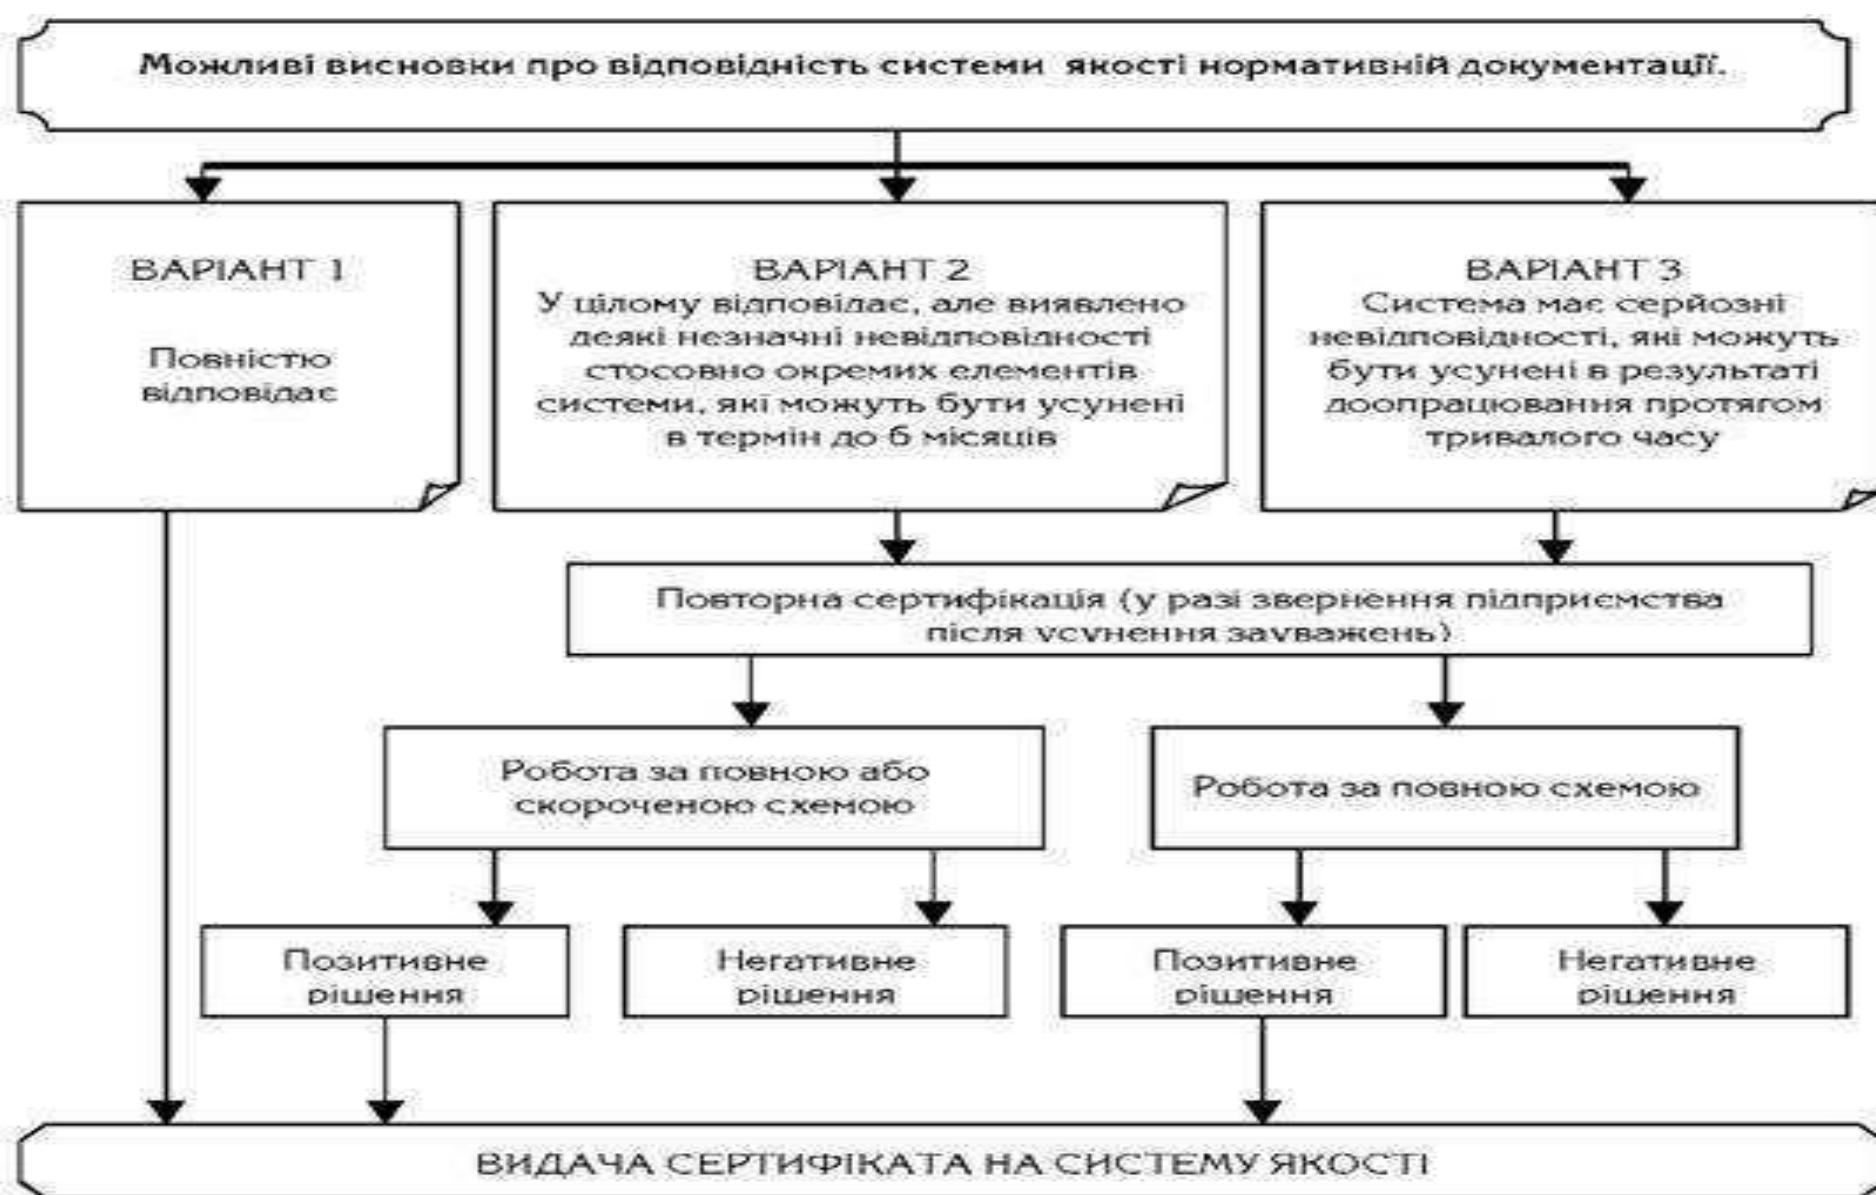 Можливі висновки про відповідність системи якості нормативній документації.
ВАРІАНТ 1
Повністю
відповідає
ВАРІАНТ 2
У цілому відповідає, але виявлено
деякі незначні невідповідності
стосовно окремих елементів
системи, які можуть бути усунені
в термін до 6 місяців
ВАРІАНТ 3
Система має серйозні
невідповідності, які можуть
бути усунені в результаті
доопрацювання протягом
тривалого часу
Повторна сертифікація (у разі звернення підприємства
після усунення зауважень)
Робота за повною або
скороченою схемою
Робота за повною схемою
Позитивне
рішення
Негативне
рішення
Позитивне
рішення
Негативне
рішення
ВИДАЧА СЕРТИФІКАТА НА СИСТЕМУ ЯКОСТІ